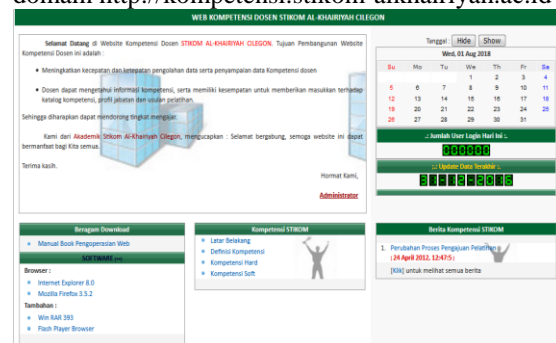 domain http://kompetensi.stikom-alkhairiyah.ac.id
WEB KOMPETENSI DOSEN STIKOM AL-KHAIRIYAH CILEGON
Selamat Datang di Website Kompetensi Dosen STIKOM AL-KHAIRIYAH CILEGON. Tujuan Pembangunan Website
Kompetensi Dosen ini adalah :
• Meningkatkan kecepatan dan ketepatan pengolahan data serta penyampaian data Kompetensi dosen
• Dosen dapat mengetahui informasi kompetensi, serta memiliki kesempatan untuk memberikan masukkan terhadap
katalog kompetensi, profil jabatan dan usulan pelatihan.
Sehingga diharapkan dapat mendorong tingkat mengajar.
Kami dari Akademik Stikom Al-Khairiyah Cilegon, mengucapkan : Selamat bergabung, semoga website ini dapat
bermanfaat bagi Kita semua.
Terima kasih.
Hormat Kami,
Administrator
Tanggal : Hide Show
Wed, 01 Aug 2018
Su Mo Tu We Th Fr Sa
1 2 3 4
5 6 7 8 9 10 11
12 13 14 15 16 17 18
19 20 21 22 23 24 25
26 27 28 29 30 31
.: Jumlah User Login Hari Ini :.
000000
.: Update Data Terakhir :.
31-12-2016
Beragam Download
Manual Book Pengoperasian Web
SOFTWARE
Browser :
Internet Explorer 8.0
Mozilla Firefox 3.5.2
Tambahan :
Win RAR 393
Flash Player Browser
Kompetensi STIKOM
Latar Belakang
Definisi Kompetensi
Kompetensi Hard
Kompetensi Soft
Berita Kompetensi STIKOM
1. Perubahan Proses Pengajuan Pelatihan
( 24 April 2012, 12:47:5 )
[Klik] untuk melihat semua berita